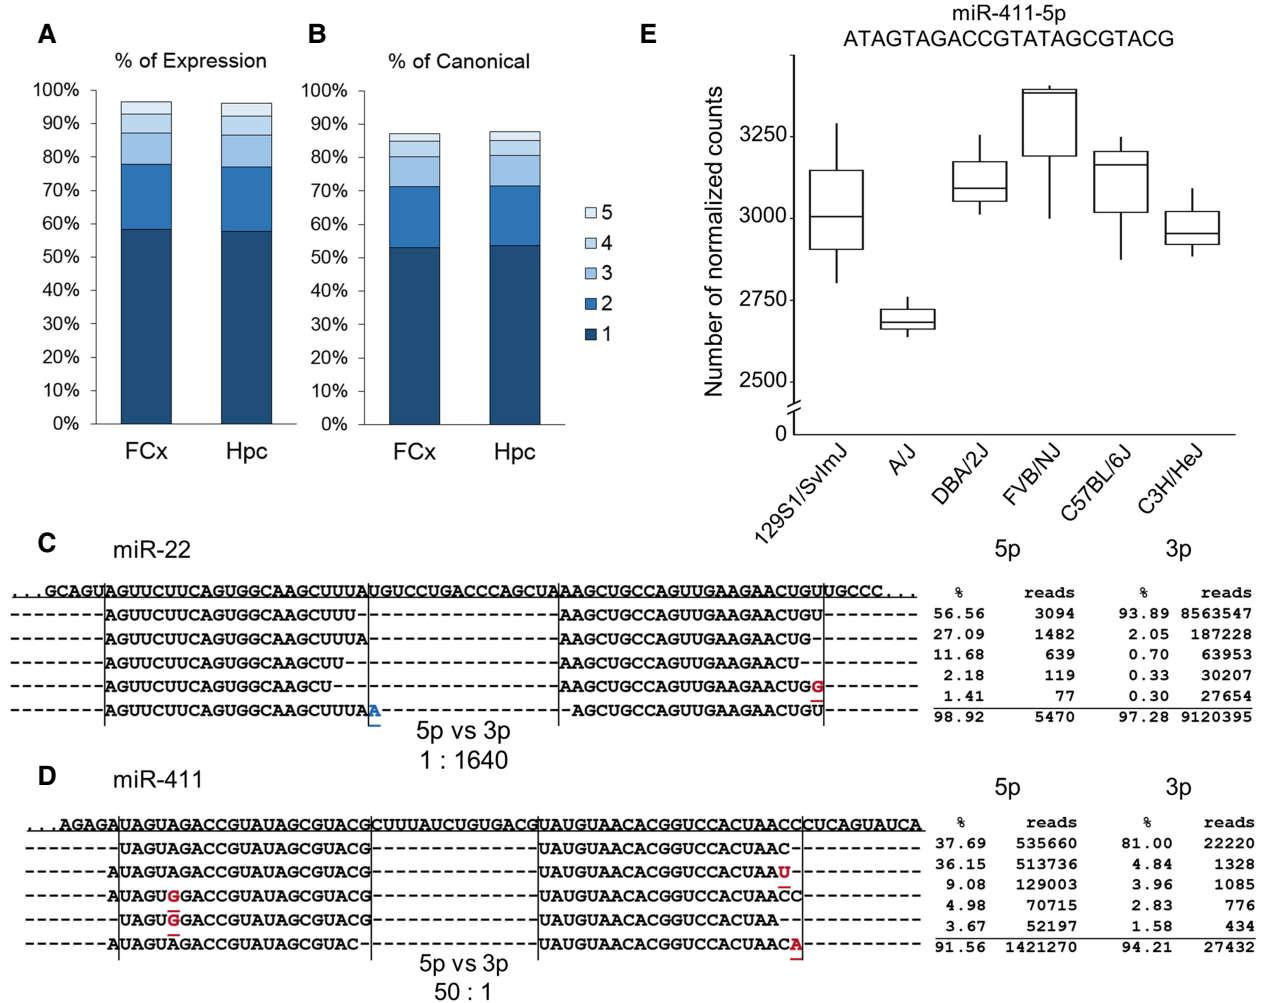 A
% of Expression
100%
90%
80%
70%
60%
50%
40%
30%
20%
10%
0%
FCx Hpc
B
% of Canonical
100%
90%
80%
70%
60%
50%
40%
30%
20%
10%
0%
FCx Hpc
5
4
3
2
1
E
miR-411-5p
ATAGTAGACCGTATAGCGTACG
Number of normalized counts
3250
3000
2750
2500
0
129S1/SvImJ
A/J
DBA/2J
FVB/NJ
C57BL/6J
C3H/HeJ
C
miR-22
5p 3p
...GCAGUAGUUCUUCAGUGGCAAGCUUUAUGUCCUGACCCAGCUAAAGCUGCCAGUUGAAGAACUGUUGCCC... % reads % reads
AGUUCUUCAGUGGCAAGCUUU AAGCUGCCAGUUGAAGAACUGU 56.56 3094 93.89 8563547
AGUUCUUCAGUGGCAAGCUUUA AAGCUGCCAGUUGAAGAACUG 27.09 1482 2.05 187228
AGUUCUUCAGUGGCAAGCUU AAGCUGCCAGUUGAAGAACU 11.68 639 0.70 63953
AGUUCUUCAGUGGCAAGCU AAGCUGCCAGUUGAAGAACUGG 2.18 119 0.33 30207
AGUUCUUCAGUGGCAAGCUUUAA AGCUGCCAGUUGAAGAACUGU 1.41 77 0.30 27654
98.92 5470 97.28 9120395
5p vs 3p
1 : 1640
D
miR-411
5p 3p
...AGAGAUAGUAGACCGUAUAGCGUACGCUUUAUCUGUGACGUAUGUAACACGGUCCACUAACCCUCAGUAUCA % reads % reads
UAGUAGACCGUAUAGCGUACG UAUGUAACACGGUCCACUAAC 37.69 535660 81.00 22220
AUAGUAGACCGUAUAGCGUACG UAUGUAACACGGUCCACUAAU 36.15 513736 4.84 1328
AUAGUGGACCGUAUAGCGUACG UAUGUAACACGGUCCACUAACC 9.08 129003 3.96 1085
UAGUGGACCGUAUAGCGUACG UAUGUAACACGGUCCACUAA 4.98 70715 2.83 776
AUAGUAGACCGUAUAGCGUAC UAUGUAACACGGUCCACUAACA 3.67 52197 1.58 434
91.56 1421270 94.21 27432
5p vs 3p
50 : 1